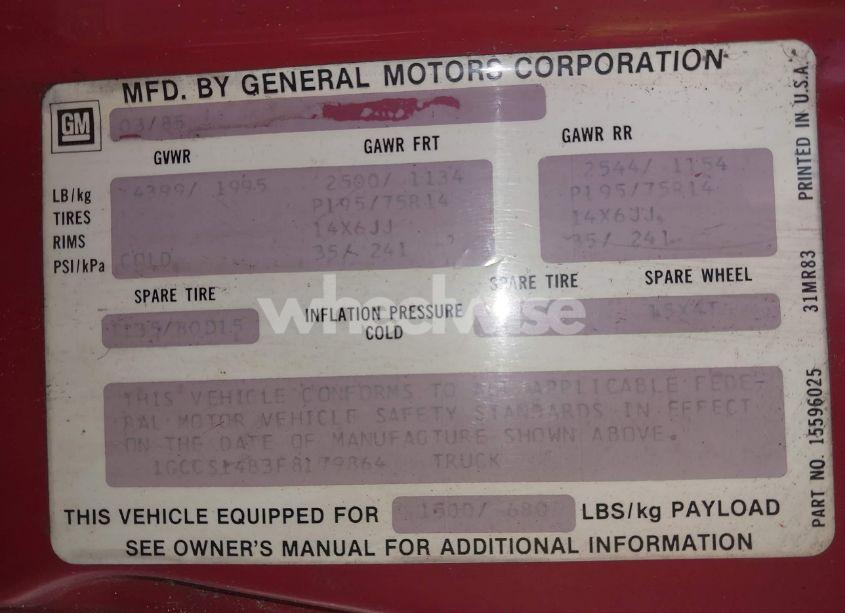 MFD. BY GENERAL MOTORS CORPORATION
GM
03/85
GVWR GAWR FRT GAWR RR
LB/kg 4399/ 1995 2500/ 1134 2544/ 1154
TIRES P195/75R14 P195/75R14
RIMS 14X6JJ 14X6JJ
PSI/kPa COLD 35/ 241 35/ 241
SPARE TIRE SPARE TIRE SPARE WHEEL
INFLATION PRESSURE
COLD
wheelwise
THIS VEHICLE CONFORMS TO ALL APPLICABLE FEDE-
RAL MOTOR VEHICLE SAFETY STANDARDS IN EFFECT
ON THE DATE OF MANUFACTURE SHOWN ABOVE.
1GCCS14B3F8179864 TRUCK
THIS VEHICLE EQUIPPED FOR 1500/ 680 LBS/kg PAYLOAD
SEE OWNER'S MANUAL FOR ADDITIONAL INFORMATION
PART NO. 15596025 31MR83 PRINTED IN U.S.A.